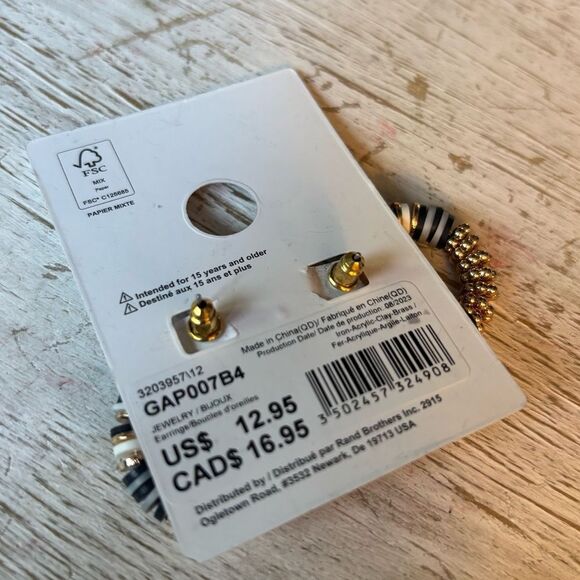 FSC
MIX
Paper
FSC® C126685
PAPIER MIXTE
Intended for 15 years and older
Destiné aux 15 ans et plus
Made in China(QD)/ Fabriqué en Chine(QD)
Production Date/ Date de production 08/2023
Iron-Acrylic-Clay-Brass /
Fer-Acrylique-Argile-Laiton
3203957\12
GAP007B4
JEWELRY / BIJOUX
Earrings/Boucles d'oreilles
US$ 12.95
CAD$ 16.95
3 502457 324908
Distributed by / Distribué par Rand Brothers Inc. 2915
Ogletown Road, #3532 Newark, De 19713 USA